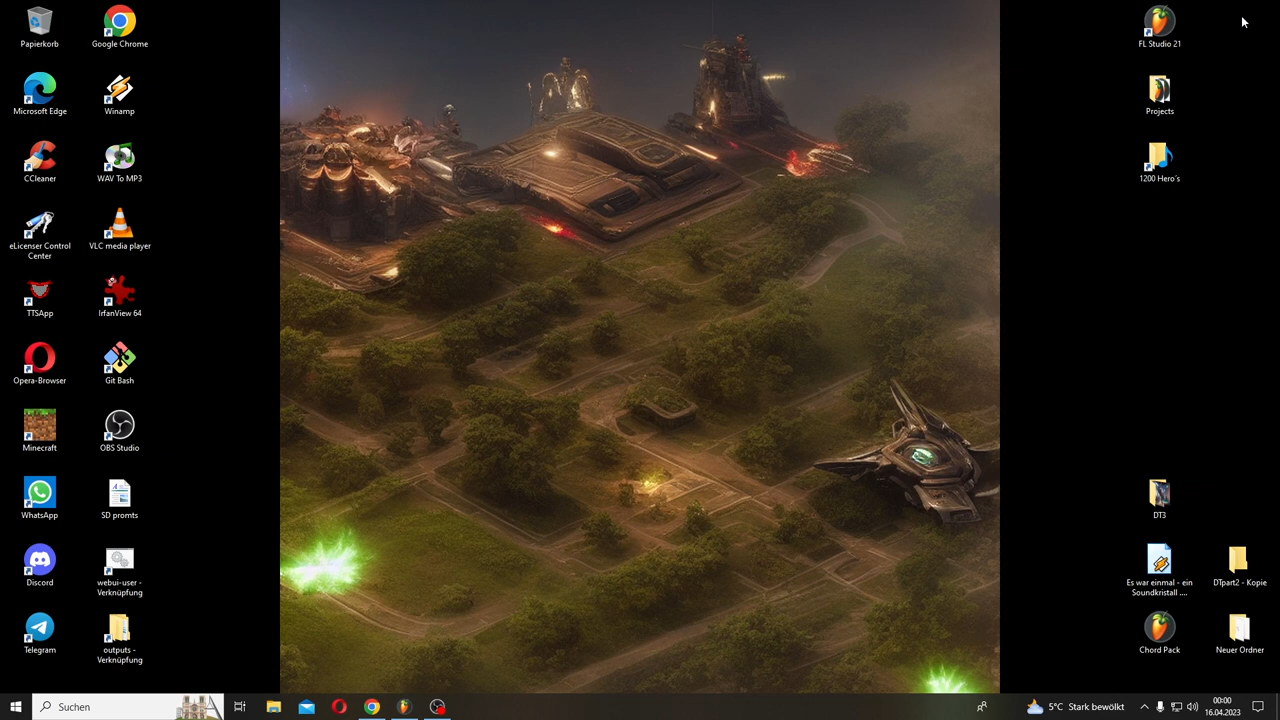 Papierkorb
Google Chrome
FL Studio 21
Microsoft Edge
Winamp
Projects
CCleaner
WAV To MP3
1200 Hero´s
eLicenser Control
Center
VLC media player
TTSApp
IrfanView 64
Opera-Browser
Git Bash
Minecraft
OBS Studio
WhatsApp
SD promts
DT3
Discord
webui-user -
Verknüpfung
Es war einmal - ein
Soundkristall ....
DTpart2 - Kopie
Telegram
outputs -
Verknüpfung
Chord Pack
Neuer Ordner
Suchen
5°C Stark bewölkt
00:00
16.04.2023